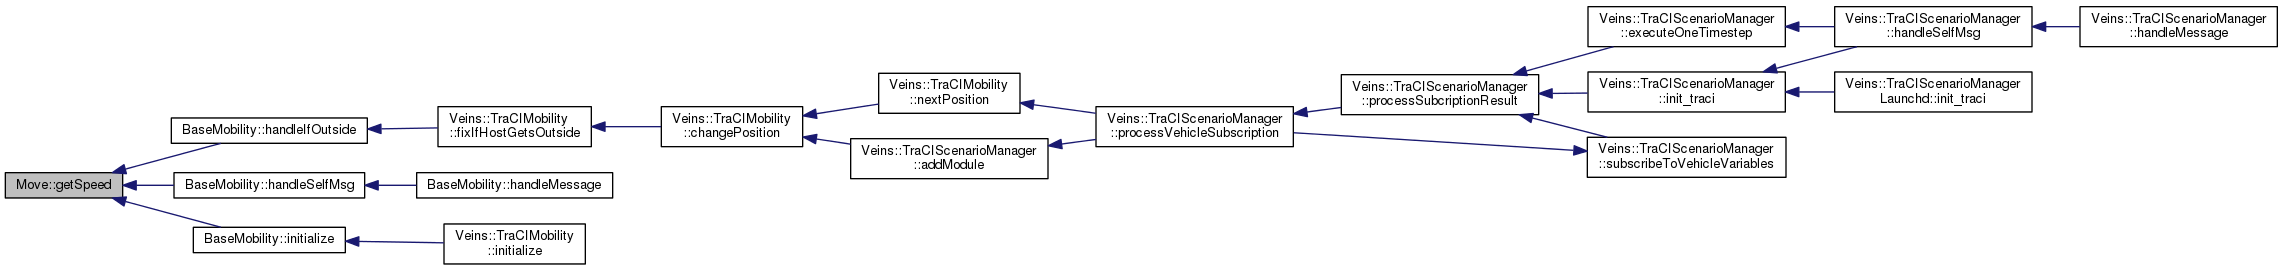 Move::getSpeed
BaseMobility::handleIfOutside
BaseMobility::handleSelfMsg
BaseMobility::initialize
Veins::TraCIMobility
::fixIfHostGetsOutside
BaseMobility::handleMessage
Veins::TraCIMobility
::initialize
Veins::TraCIMobility
::changePosition
Veins::TraCIMobility
::nextPosition
Veins::TraCIScenarioManager
::addModule
Veins::TraCIScenarioManager
::processVehicleSubscription
Veins::TraCIScenarioManager
::processSubcriptionResult
Veins::TraCIScenarioManager
::executeOneTimestep
Veins::TraCIScenarioManager
::init_traci
Veins::TraCIScenarioManager
::subscribeToVehicleVariables
Veins::TraCIScenarioManager
::handleSelfMsg
Veins::TraCIScenarioManager
Launchd::init_traci
Veins::TraCIScenarioManager
::handleMessage